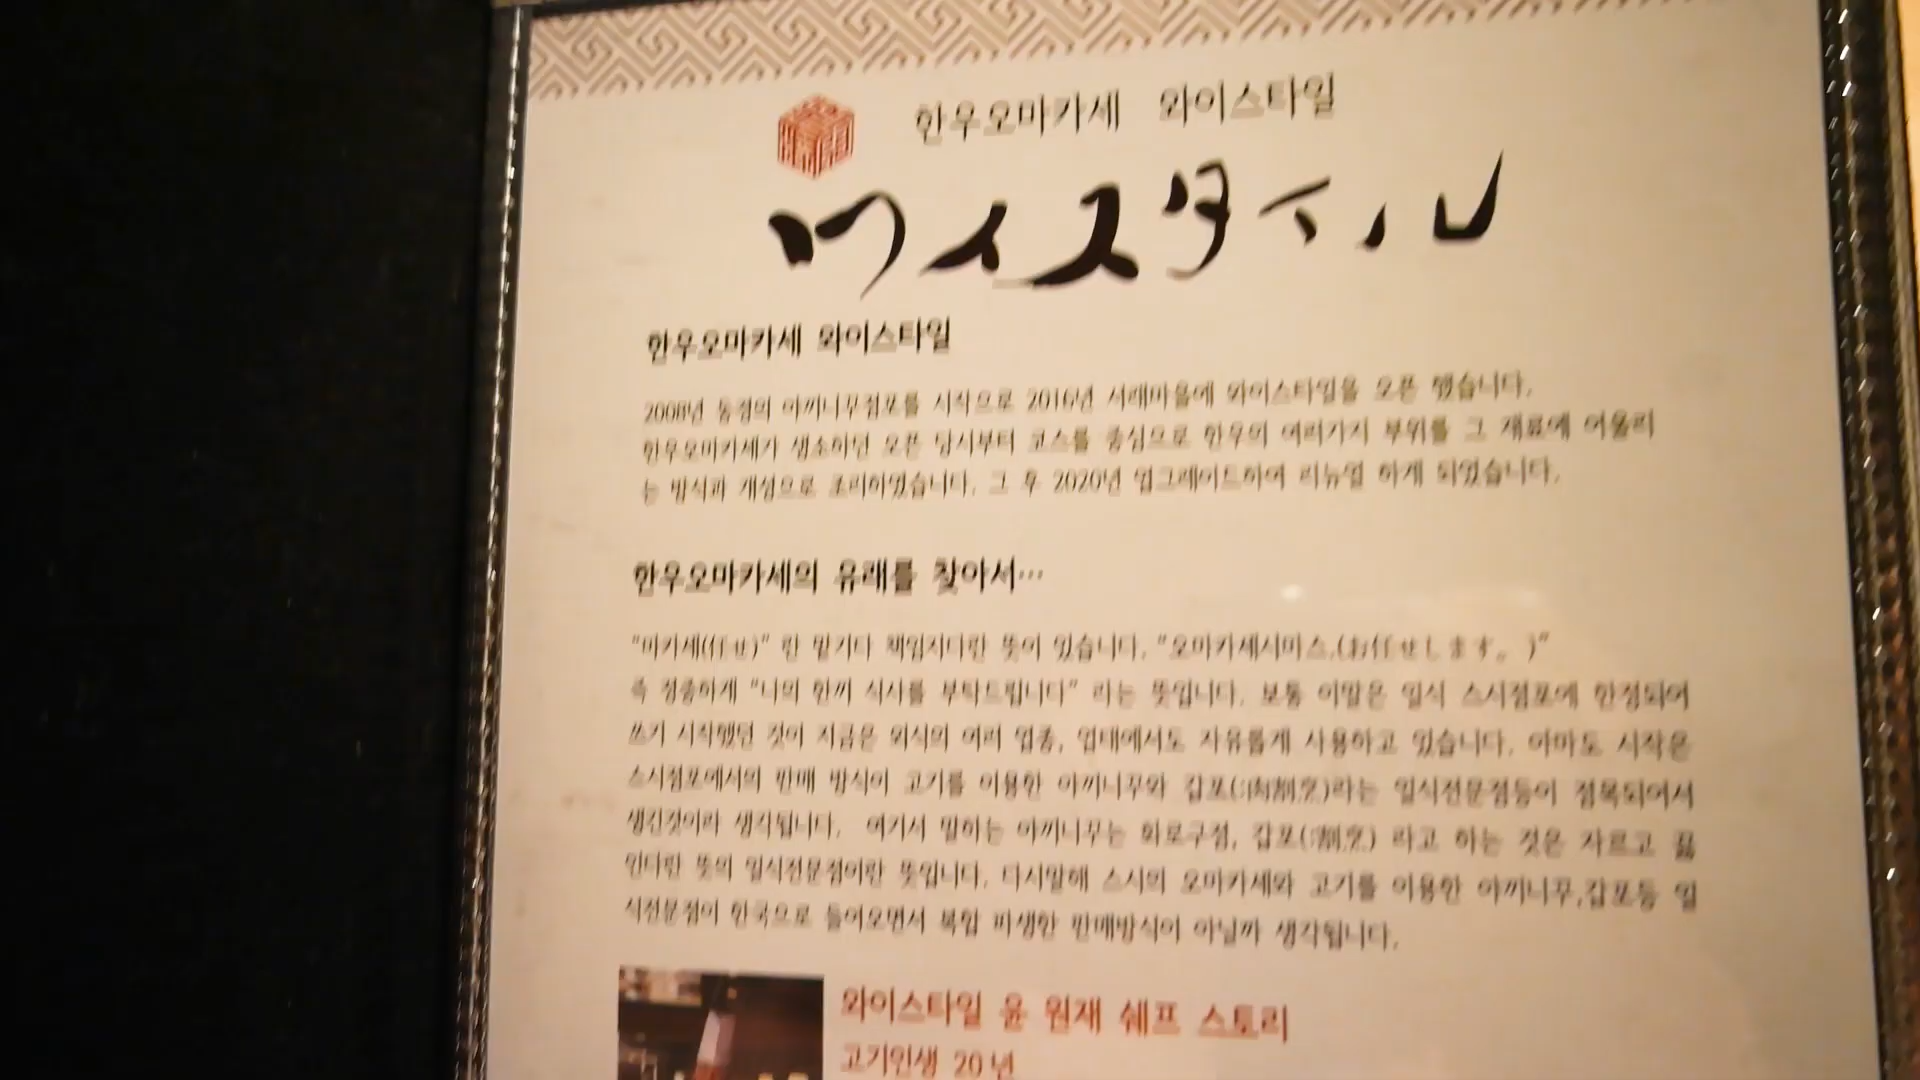 한우오마카세 와이스타일
한우오마카세 와이스타일
2008년 동경의 야끼니꾸점포를 시작으로 2016년 서래마을에 와이스타일을 오픈 했습니다.
한우오마카세가 생소하던 오픈 당시부터 코스를 중심으로 한우의 여러가지 부위를 그 재료에 어울리
는 방식과 개성으로 조리하였습니다. 그 후 2020년 업그레이드하여 리뉴얼 하게 되었습니다.
한우오마카세의 유래를 찾아서…
"마카세(任せ)" 란 맡기다 책임지다란 뜻이 있습니다. "오마카세시마스.(お任せします。)"
즉 정중하게 "나의 한끼 식사를 부탁드립니다" 라는 뜻입니다. 보통 이말은 일식 스시점포에 한정되어
쓰기 시작했던 것이 지금은 외식의 여러 업종, 업태에서도 자유롭게 사용하고 있습니다. 아마도 시작은
스시점포에서의 판매 방식이 고기를 이용한 야끼니꾸와 갑포(肉割烹)라는 일식전문점등이 접목되어서
생긴것이라 생각됩니다. 여기서 말하는 야끼니꾸는 화로구점, 갑포(割烹) 라고 하는 것은 자르고 끓
인다란 뜻의 일식전문점이란 뜻입니다. 다시말해 스시의 오마카세와 고기를 이용한 야끼니꾸,갑포등 일
식전문점이 한국으로 들어오면서 복합 파생한 판매방식이 아닐까 생각됩니다.
와이스타일 윤 원재 쉐프 스토리
고기인생 20년